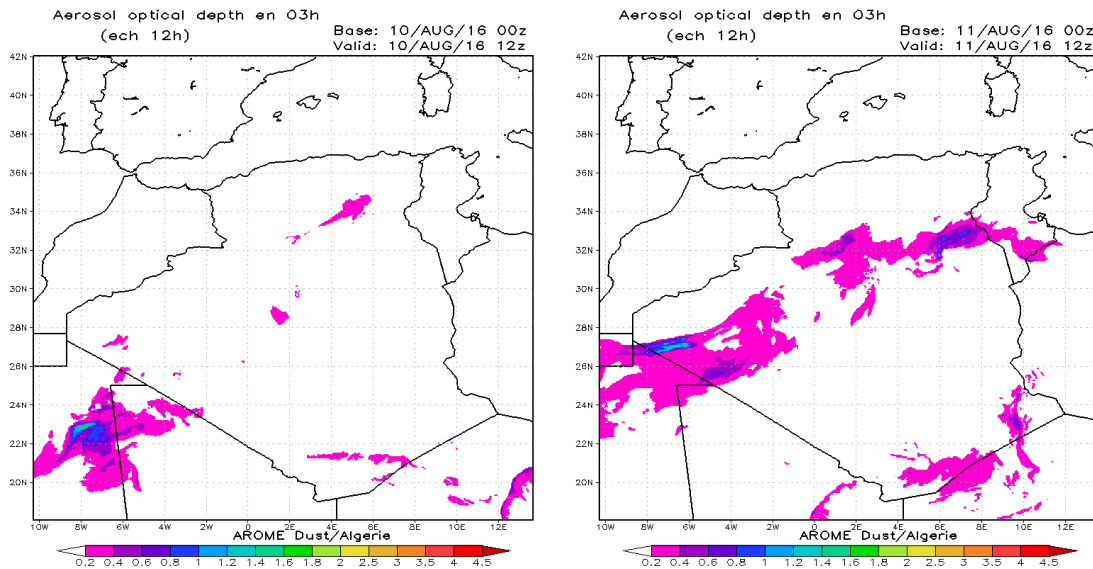 Aerosol optical depth en 03h
(ech 12h)
Base: 10/AUG/16 00z
Valid: 10/AUG/16 12z
42N
40N
38N
36N
34N
32N
30N
28N
26N
24N
22N
20N
10W 8W 6W 4W 2W 0 2E 4E 6E 8E 10E 12E
AROME Dust/Algerie
0.2 0.4 0.6 0.8 1 1.2 1.4 1.6 1.8 2 2.5 3 3.5 4 4.5
Aerosol optical depth en 03h
(ech 12h)
Base: 11/AUG/16 00z
Valid: 11/AUG/16 12z
42N
40N
38N
36N
34N
32N
30N
28N
26N
24N
22N
20N
10W 8W 6W 4W 2W 0 2E 4E 6E 8E 10E 12E
AROME Dust/Algerie
0.2 0.4 0.6 0.8 1 1.2 1.4 1.6 1.8 2 2.5 3 3.5 4 4.5